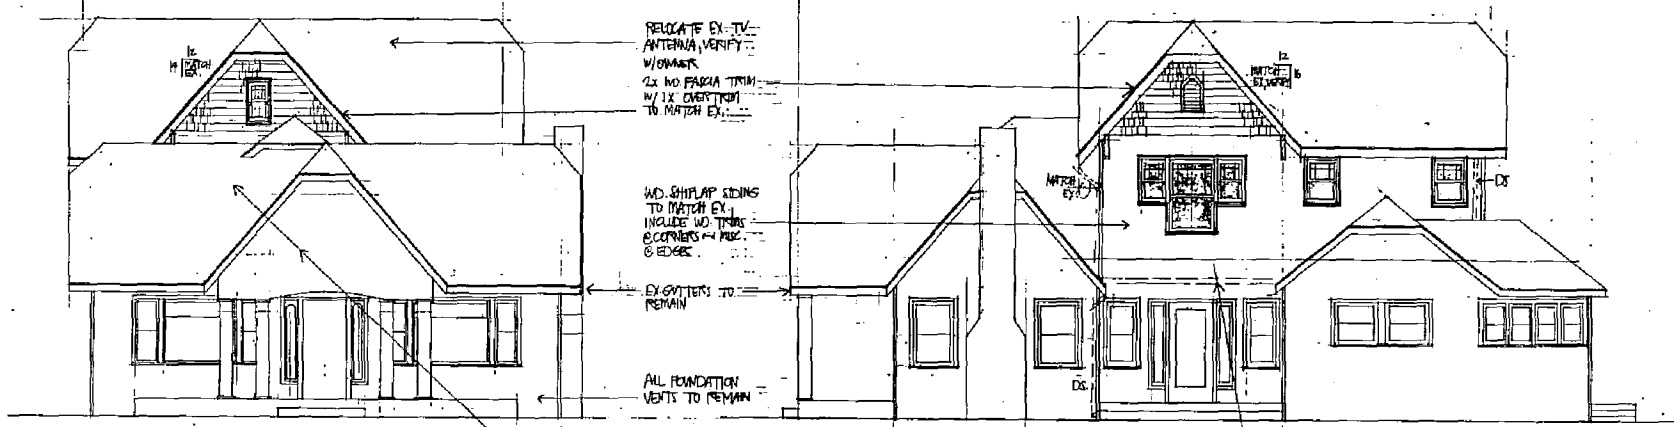 RELOCATE EX. TV
ANTENNA, VERIFY
W/ OWNER
2X WD. FASCIA TRIM
W/ 1X OVERTRIM
TO MATCH EX.
12
14
MATCH
EX.
12
16
MATCH
EX, VERIFY
WD. SHIPLAP SIDING
TO MATCH EX.
INCLUDE WD. TRIMS
@ CORNERS & MISC.
@ EDGES.
MATCH
EX.
DS
EX. GUTTERS TO
REMAIN
ALL FOUNDATION
VENTS TO REMAIN
DS